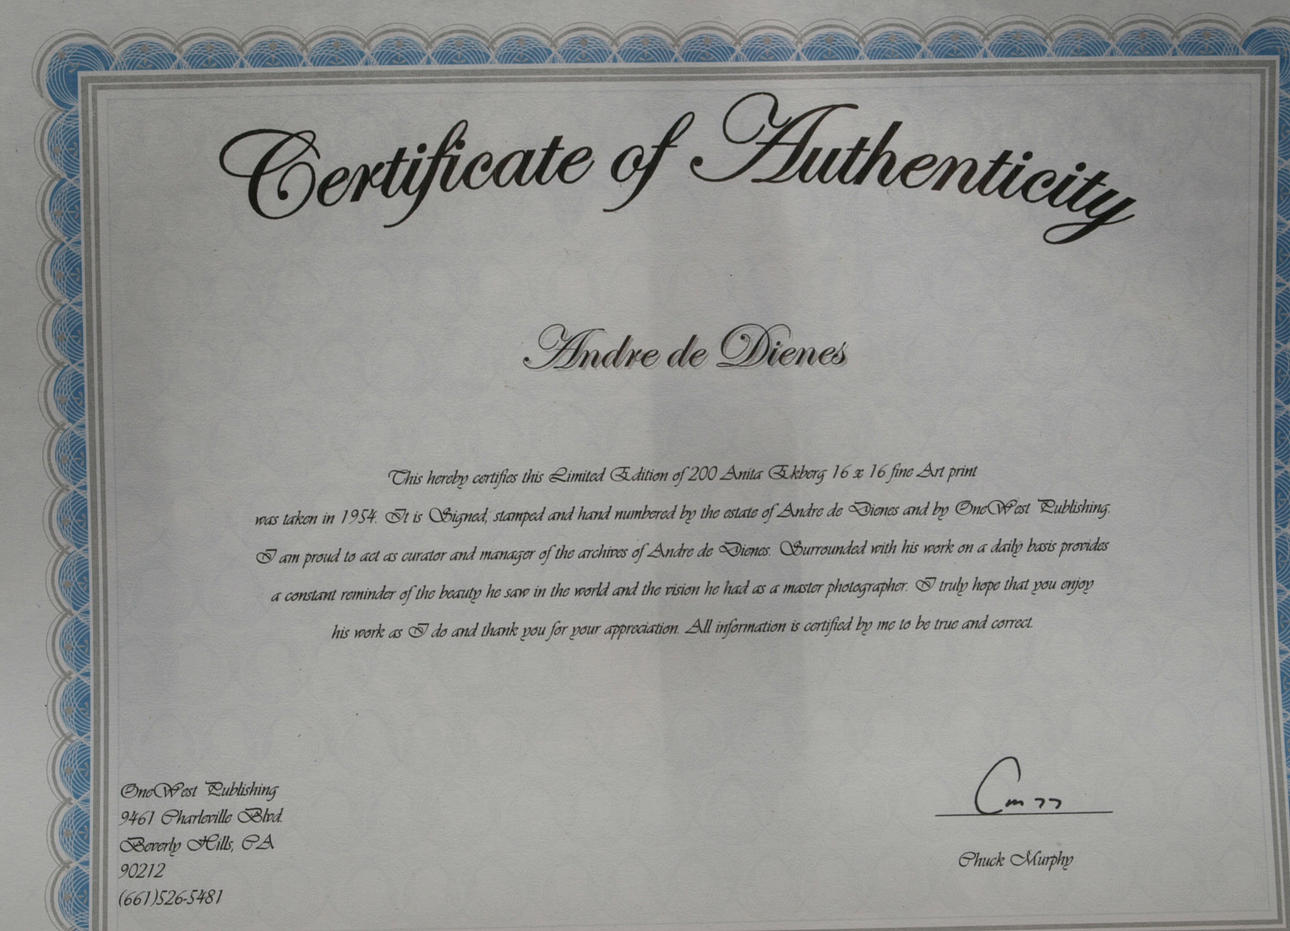 Certificate of Authenticity
Andre de Dienes
This hereby certifies this Limited Edition of 200 Anita Ekberg 16 x 16 fine Art print
was taken in 1954. It is Signed, stamped and hand numbered by the estate of Andre de Dienes and by OneWest Publishing.
I am proud to act as curator and manager of the archives of Andre de Dienes. Surrounded with his work on a daily basis provides
a constant reminder of the beauty he saw in the world and the vision he had as a master photographer. I truly hope that you enjoy
his work as I do and thank you for your appreciation. All information is certified by me to be true and correct.
OneWest Publishing
9461 Charleville Blvd.
Beverly Hills, CA
90212
(661)526-5481
Chuck Murphy